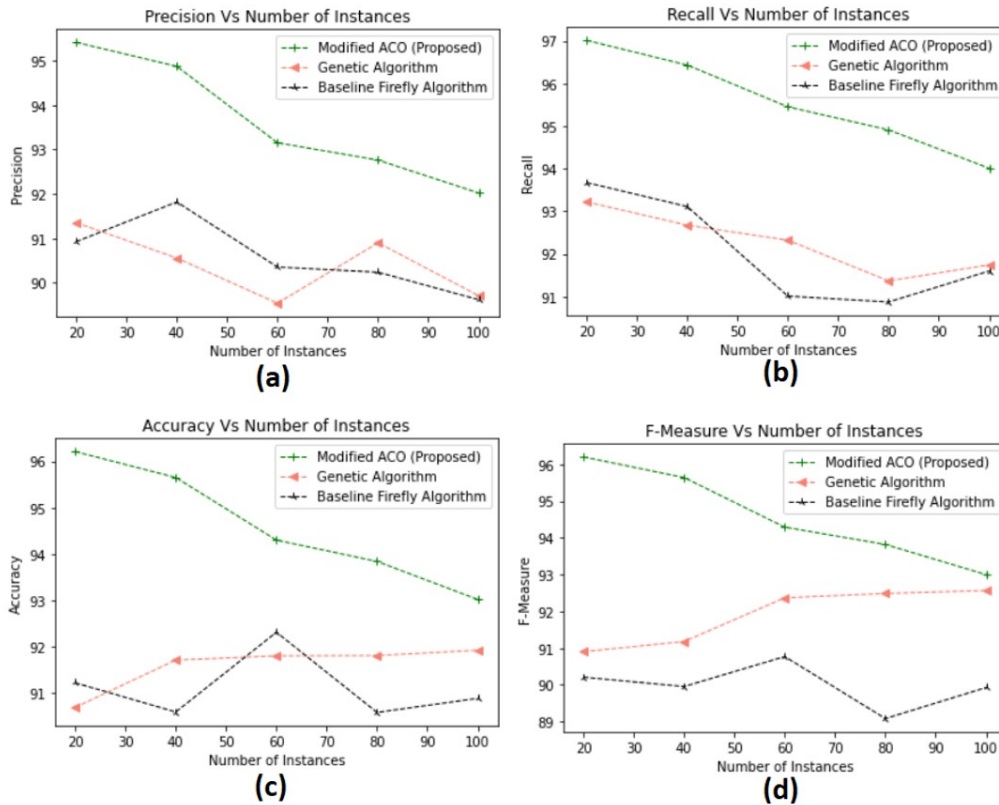 Precision Vs Number of Instances
Modified ACO (Proposed)
Genetic Algorithm
Baseline Firefly Algorithm
95
94
93
92
91
90
Precision
20 30 40 50 60 70 80 90 100
Number of Instances
(a)
Recall Vs Number of Instances
Modified ACO (Proposed)
Genetic Algorithm
Baseline Firefly Algorithm
97
96
95
94
93
92
91
Recall
20 30 40 50 60 70 80 90 100
Number of Instances
(b)
Accuracy Vs Number of Instances
Modified ACO (Proposed)
Genetic Algorithm
Baseline Firefly Algorithm
96
95
94
93
92
91
Accuracy
20 30 40 50 60 70 80 90 100
Number of Instances
(c)
F-Measure Vs Number of Instances
Modified ACO (Proposed)
Genetic Algorithm
Baseline Firefly Algorithm
96
95
94
93
92
91
90
89
F-Measure
20 30 40 50 60 70 80 90 100
Number of Instances
(d)